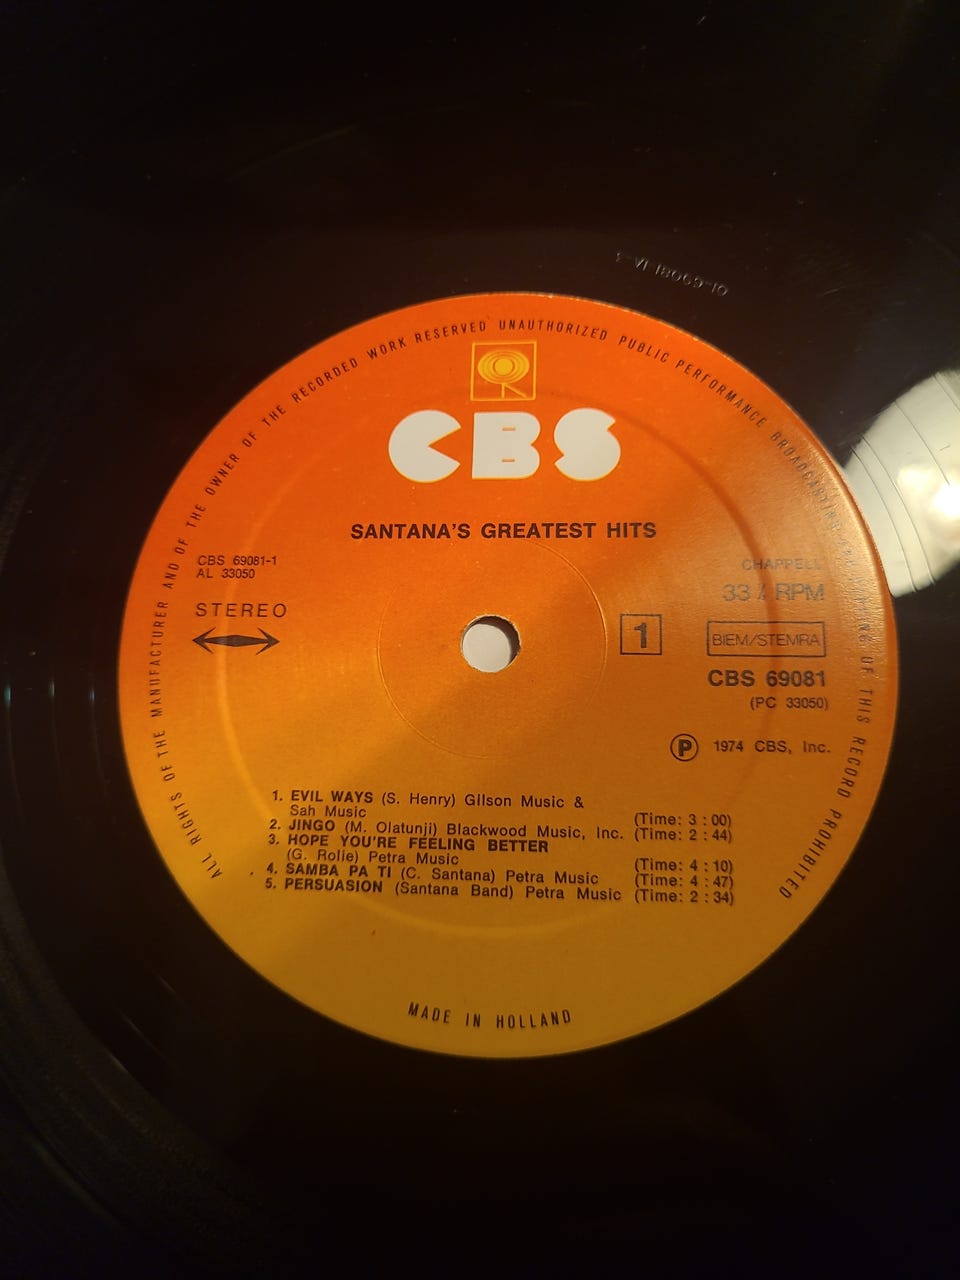 01-69081 1A-3
ALL RIGHTS OF THE MANUFACTURER AND OF THE OWNER OF THE RECORDED WORK RESERVED UNAUTHORIZED PUBLIC PERFORMANCE BROADCASTING AND COPYING OF THIS RECORD PROHIBITED
CBS
SANTANA'S GREATEST HITS
CBS 69081-1
AL 33050
STEREO
CHAPPELL
33 ⅓ RPM
1
BIEM/STEMRA
CBS 69081
(PC 33050)
Ⓟ 1974 CBS, Inc.
1. EVIL WAYS (S. Henry) Gilson Music &
Sah Music (Time: 3 : 00)
2. JINGO (M. Olatunji) Blackwood Music, Inc. (Time: 2 : 44)
3. HOPE YOU'RE FEELING BETTER
(G. Rolie) Petra Music (Time: 4 : 10)
4. SAMBA PA TI (C. Santana) Petra Music (Time: 4 : 47)
5. PERSUASION (Santana Band) Petra Music (Time: 2 : 34)
MADE IN HOLLAND